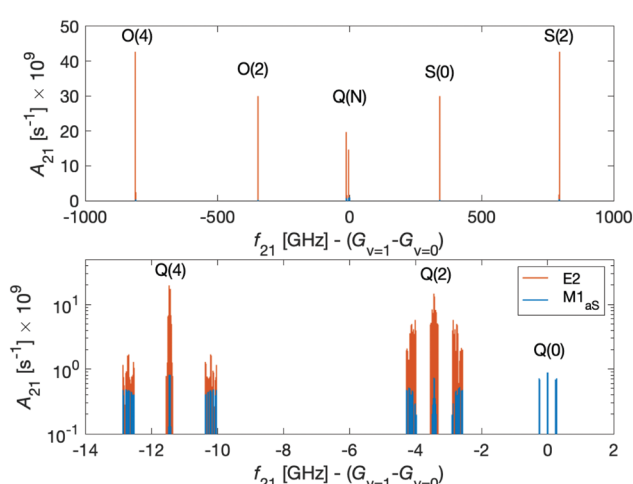 O(4)
S(2)
O(2)
S(0)
Q(N)
50
40
30
20
10
0
A21 [s-1] × 10^9
-1000 -500 0 500 1000
f21 [GHz] - (Gv=1-Gv=0)
Q(4)
Q(2)
Q(0)
E2
M1aS
10^1
10^0
10^-1
A21 [s-1] × 10^9
-14 -12 -10 -8 -6 -4 -2 0 2
f21 [GHz] - (Gv=1-Gv=0)